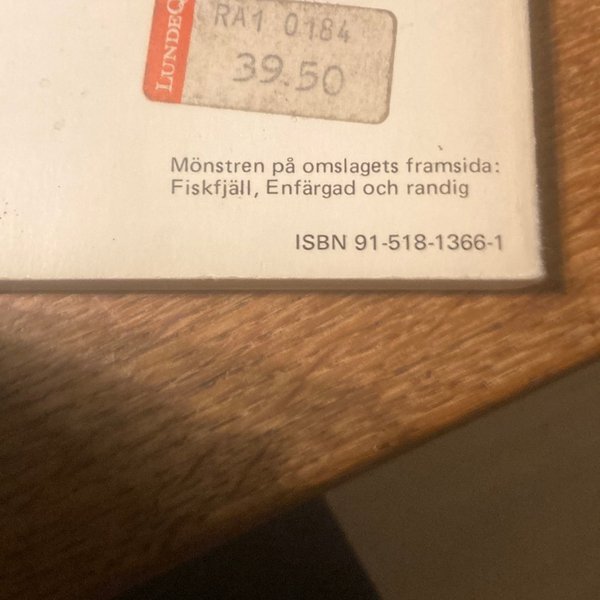 LUNDEQ
RA1 0184
39.50
Mönstren på omslagets framsida:
Fiskfjäll, Enfärgad och randig
ISBN 91-518-1366-1